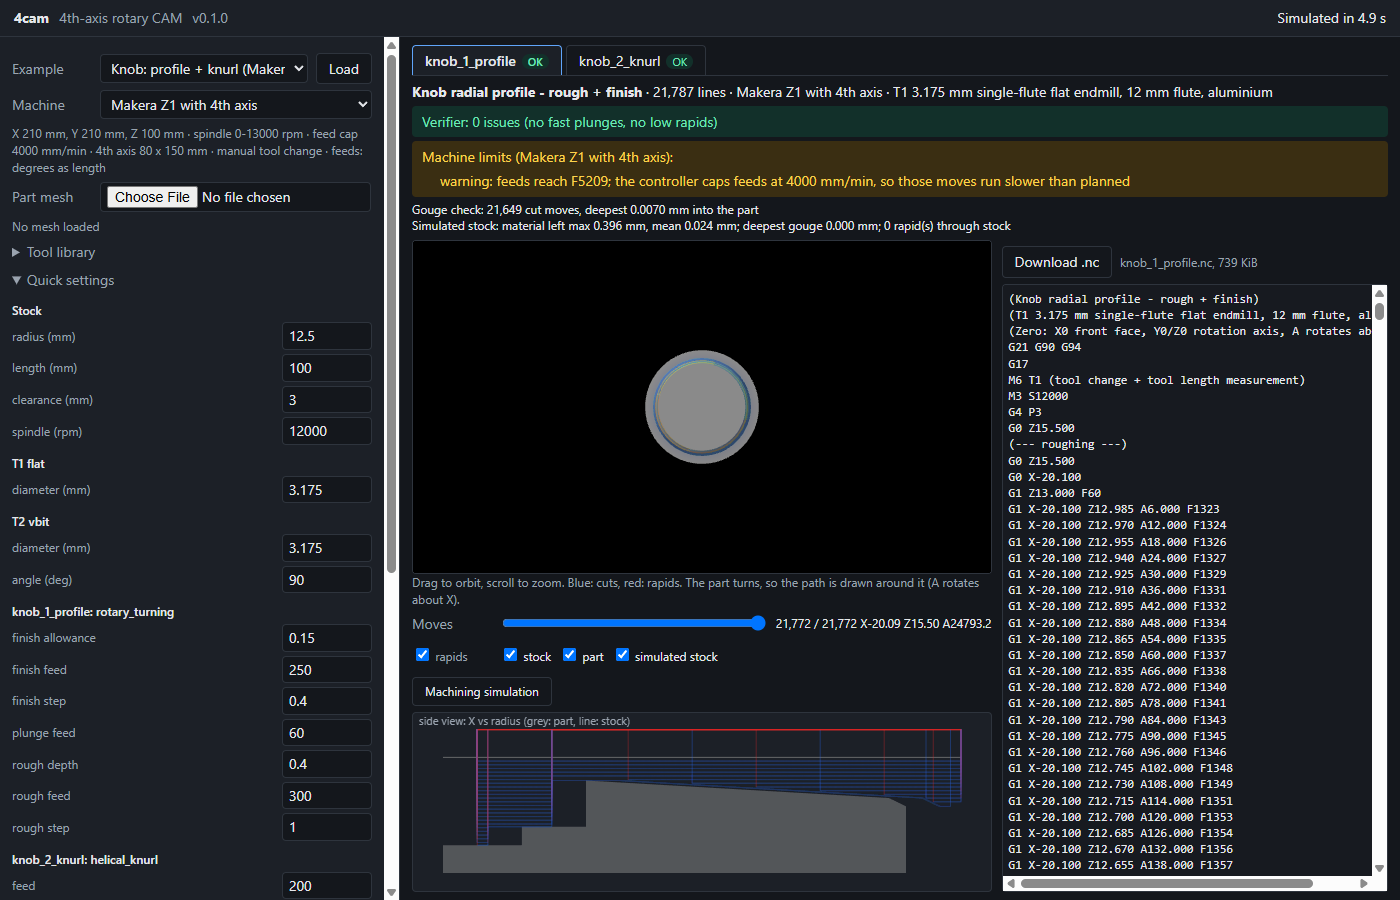 4cam 4th-axis rotary CAM v0.1.0
Simulated in 4.9 s
Example
Knob: profile + knurl (Maker
Load
Machine
Makera Z1 with 4th axis
X 210 mm, Y 210 mm, Z 100 mm · spindle 0-13000 rpm · feed cap
4000 mm/min · 4th axis 80 x 150 mm · manual tool change · feeds:
degrees as length
Part mesh
Choose File No file chosen
No mesh loaded
Tool library
Quick settings
Stock
radius (mm) 12.5
length (mm) 100
clearance (mm) 3
spindle (rpm) 12000
T1 flat
diameter (mm) 3.175
T2 vbit
diameter (mm) 3.175
angle (deg) 90
knob_1_profile: rotary_turning
finish allowance 0.15
finish feed 250
finish step 0.4
plunge feed 60
rough depth 0.4
rough feed 300
rough step 1
knob_2_knurl: helical_knurl
feed 200
knob_1_profile OK
knob_2_knurl OK
Knob radial profile - rough + finish · 21,787 lines · Makera Z1 with 4th axis · T1 3.175 mm single-flute flat endmill, 12 mm flute, aluminium
Verifier: 0 issues (no fast plunges, no low rapids)
Machine limits (Makera Z1 with 4th axis):
warning: feeds reach F5209; the controller caps feeds at 4000 mm/min, so those moves run slower than planned
Gouge check: 21,649 cut moves, deepest 0.0070 mm into the part
Simulated stock: material left max 0.396 mm, mean 0.024 mm; deepest gouge 0.000 mm; 0 rapid(s) through stock
Drag to orbit, scroll to zoom. Blue: cuts, red: rapids. The part turns, so the path is drawn around it (A rotates
about X).
Moves
21,772 / 21,772 X-20.09 Z15.50 A24793.2
rapids
stock
part
simulated stock
Machining simulation
side view: X vs radius (grey: part, line: stock)
Download .nc
knob_1_profile.nc, 739 KiB
(Knob radial profile - rough + finish)
(T1 3.175 mm single-flute flat endmill, 12 mm flute, al
(Zero: X0 front face, Y0/Z0 rotation axis, A rotates ab
G21 G90 G94
G17
M6 T1 (tool change + tool length measurement)
M3 S12000
G4 P3
G0 Z15.500
(--- roughing ---)
G0 Z15.500
G0 X-20.100
G1 Z13.000 F60
G1 X-20.100 Z12.985 A6.000 F1323
G1 X-20.100 Z12.970 A12.000 F1324
G1 X-20.100 Z12.955 A18.000 F1326
G1 X-20.100 Z12.940 A24.000 F1327
G1 X-20.100 Z12.925 A30.000 F1329
G1 X-20.100 Z12.910 A36.000 F1331
G1 X-20.100 Z12.895 A42.000 F1332
G1 X-20.100 Z12.880 A48.000 F1334
G1 X-20.100 Z12.865 A54.000 F1335
G1 X-20.100 Z12.850 A60.000 F1337
G1 X-20.100 Z12.835 A66.000 F1338
G1 X-20.100 Z12.820 A72.000 F1340
G1 X-20.100 Z12.805 A78.000 F1341
G1 X-20.100 Z12.790 A84.000 F1343
G1 X-20.100 Z12.775 A90.000 F1345
G1 X-20.100 Z12.760 A96.000 F1346
G1 X-20.100 Z12.745 A102.000 F1348
G1 X-20.100 Z12.730 A108.000 F1349
G1 X-20.100 Z12.715 A114.000 F1351
G1 X-20.100 Z12.700 A120.000 F1353
G1 X-20.100 Z12.685 A126.000 F1354
G1 X-20.100 Z12.670 A132.000 F1356
G1 X-20.100 Z12.655 A138.000 F1357